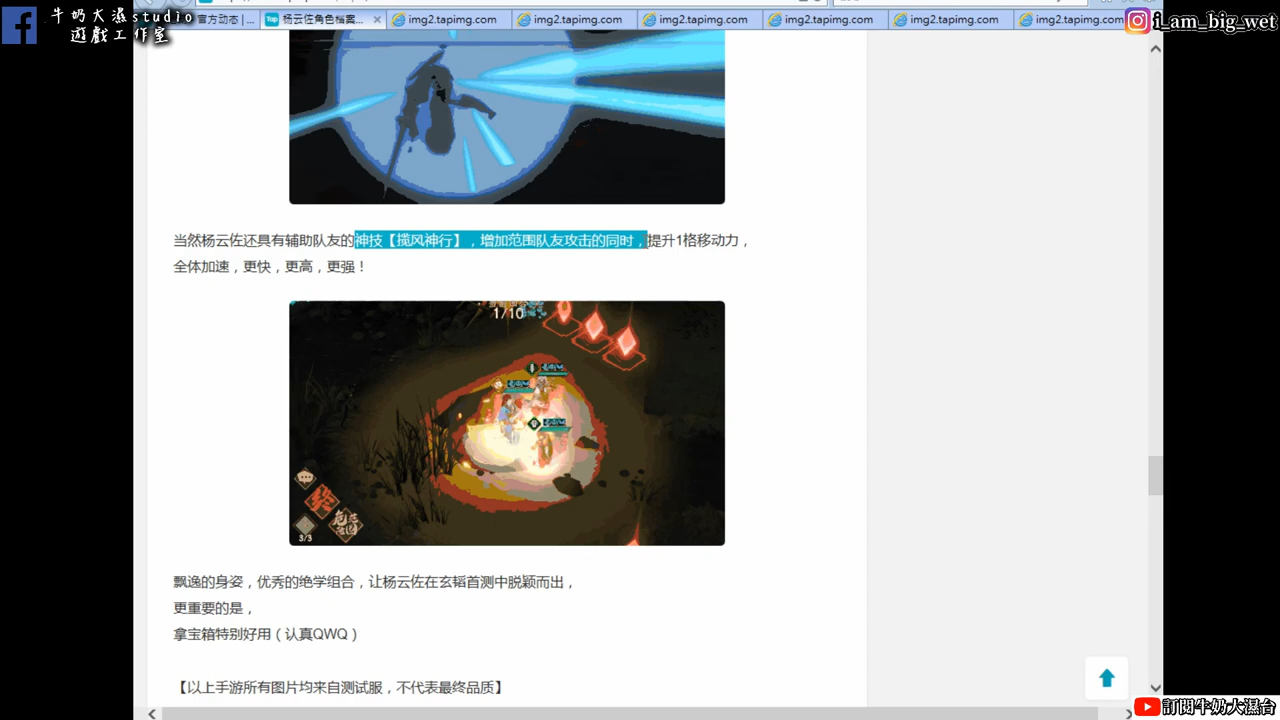 牛奶大濕studio
遊戲工作室
官方动态|...
Tap 杨云佐角色档案...
img2.tapimg.com
img2.tapimg.com
img2.tapimg.com
img2.tapimg.com
img2.tapimg.com
img2.tapimg.com
i_am_big_wet
当然杨云佐还具有辅助队友的神技【揽风神行】，增加范围队友攻击的同时，提升1格移动力，
全体加速，更快，更高，更强！
1/10
终
3/3
飘逸的身姿，优秀的绝学组合，让杨云佐在玄韬首测中脱颖而出，
更重要的是，
拿宝箱特别好用（认真QWQ）
【以上手游所有图片均来自测试服，不代表最终品质】
訂閱牛奶大濕台